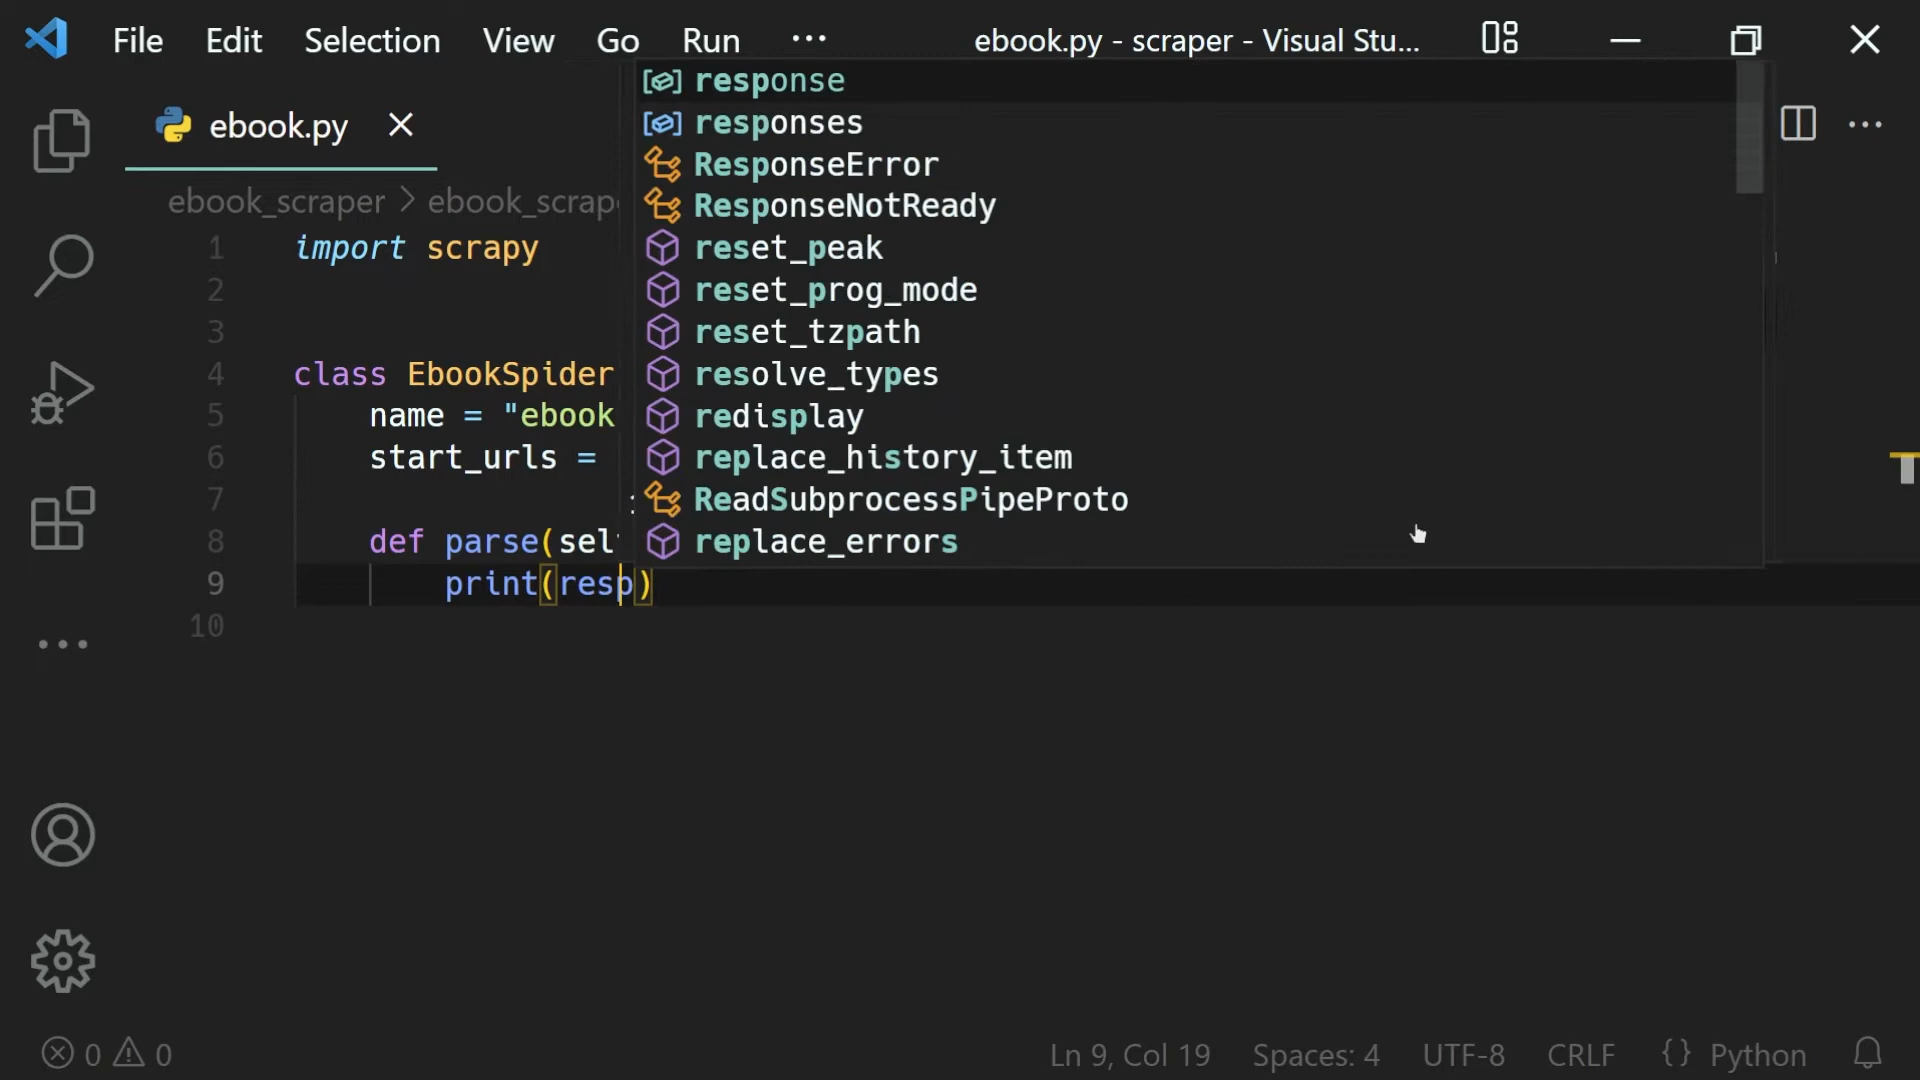 File Edit Selection View Go Run ··· ebook.py - scraper - Visual Stu...
ebook.py
ebook_scraper > ebook_scrap
response
responses
ResponseError
ResponseNotReady
reset_peak
reset_prog_mode
reset_tzpath
resolve_types
redisplay
replace_history_item
ReadSubprocessPipeProto
replace_errors
1 import scrapy
2
3
4 class EbookSpider
5 name = "ebook
6 start_urls =
7
8 def parse(sel
9 print(resp)
10
0 0 Ln 9, Col 19 Spaces: 4 UTF-8 CRLF {} Python